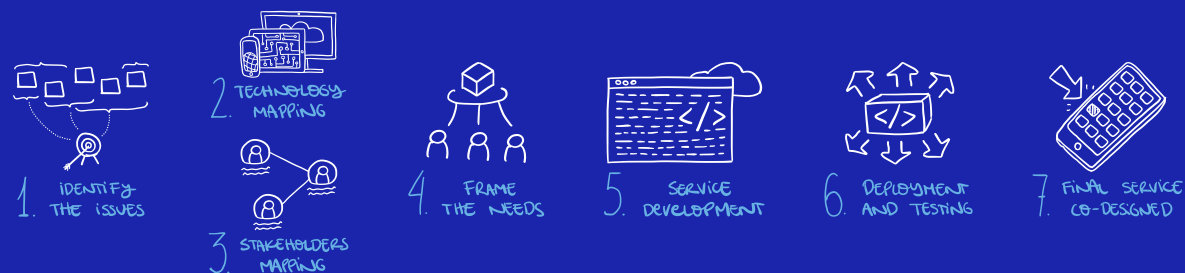 1. IDENTIFY
THE ISSUES
2. TECHNOLOGY
MAPPING
3. STAKEHOLDERS
MAPPING
4. FRAME
THE NEEDS
</>
5. SERVICE
DEVELOPMENT
</>
6. DEPLOYMENT
AND TESTING
7. FINAL SERVICE
CO-DESIGNED